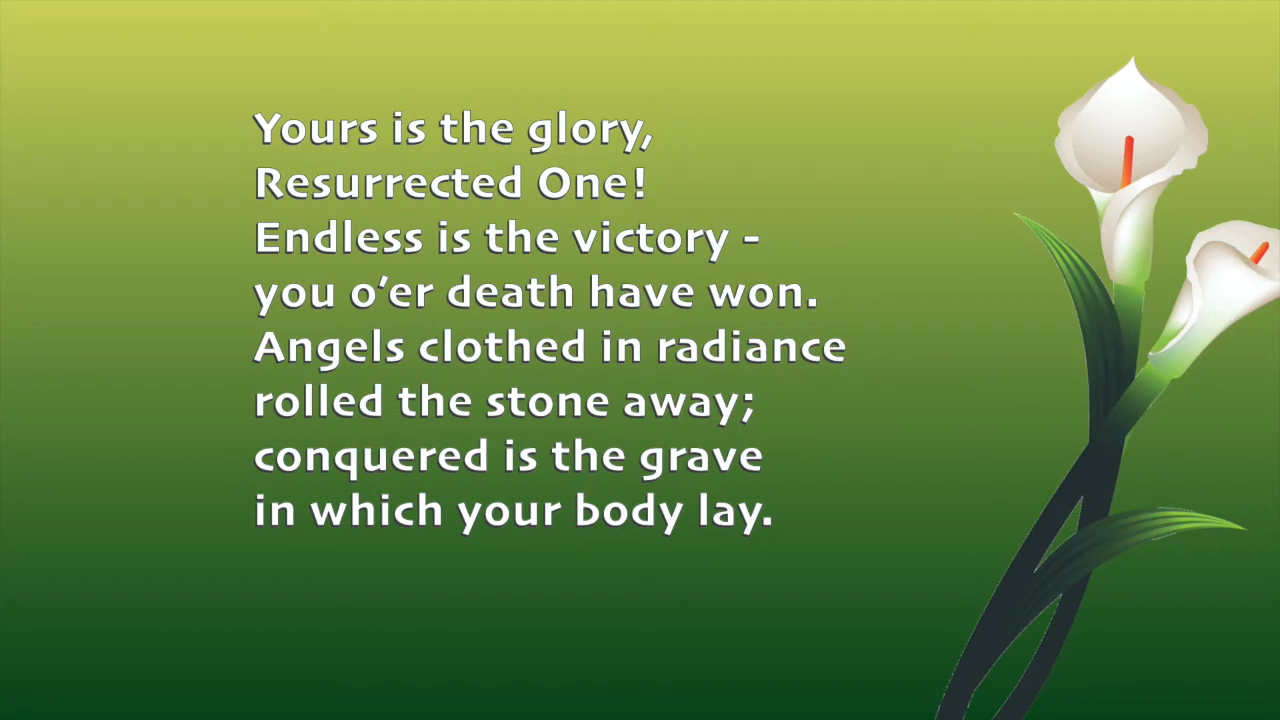 Yours is the glory,
Resurrected One!
Endless is the victory -
you o’er death have won.
Angels clothed in radiance
rolled the stone away;
conquered is the grave
in which your body lay.